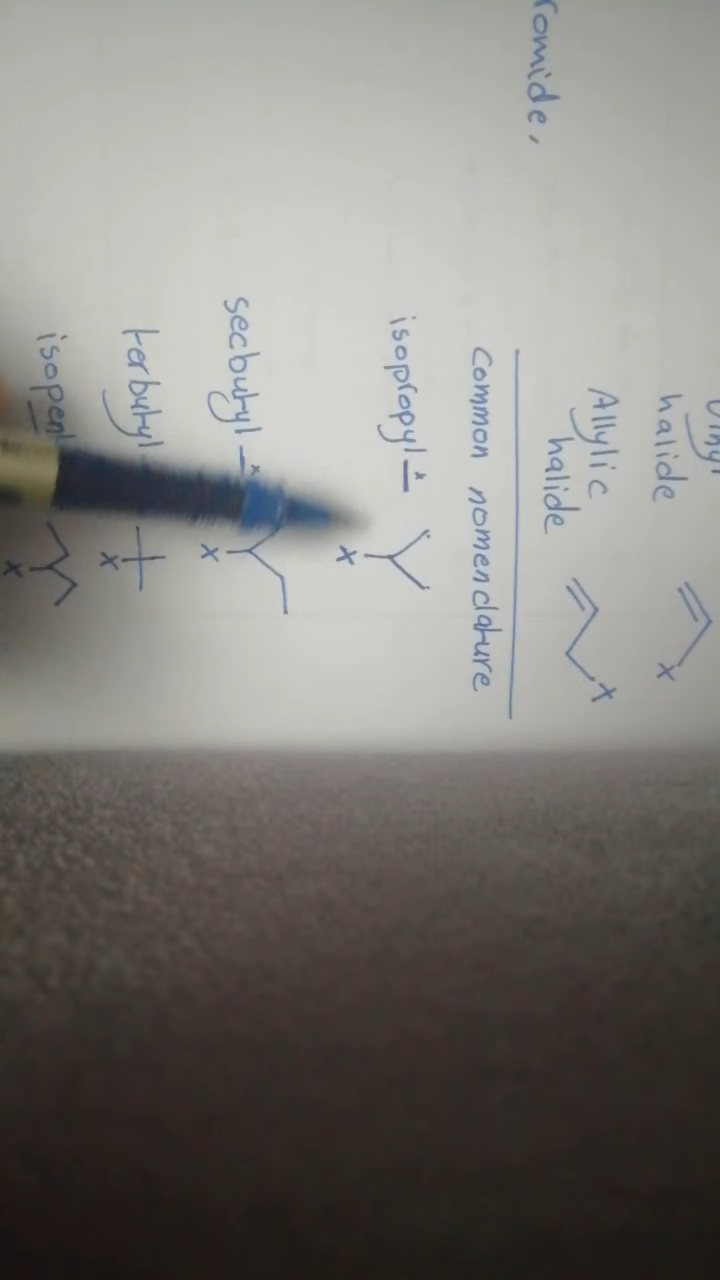 romide,
halide
Allylic
halide
X
X
Common nomenclature
isopropyl - x
X
secbutyl - x
X
terbutyl
X
X